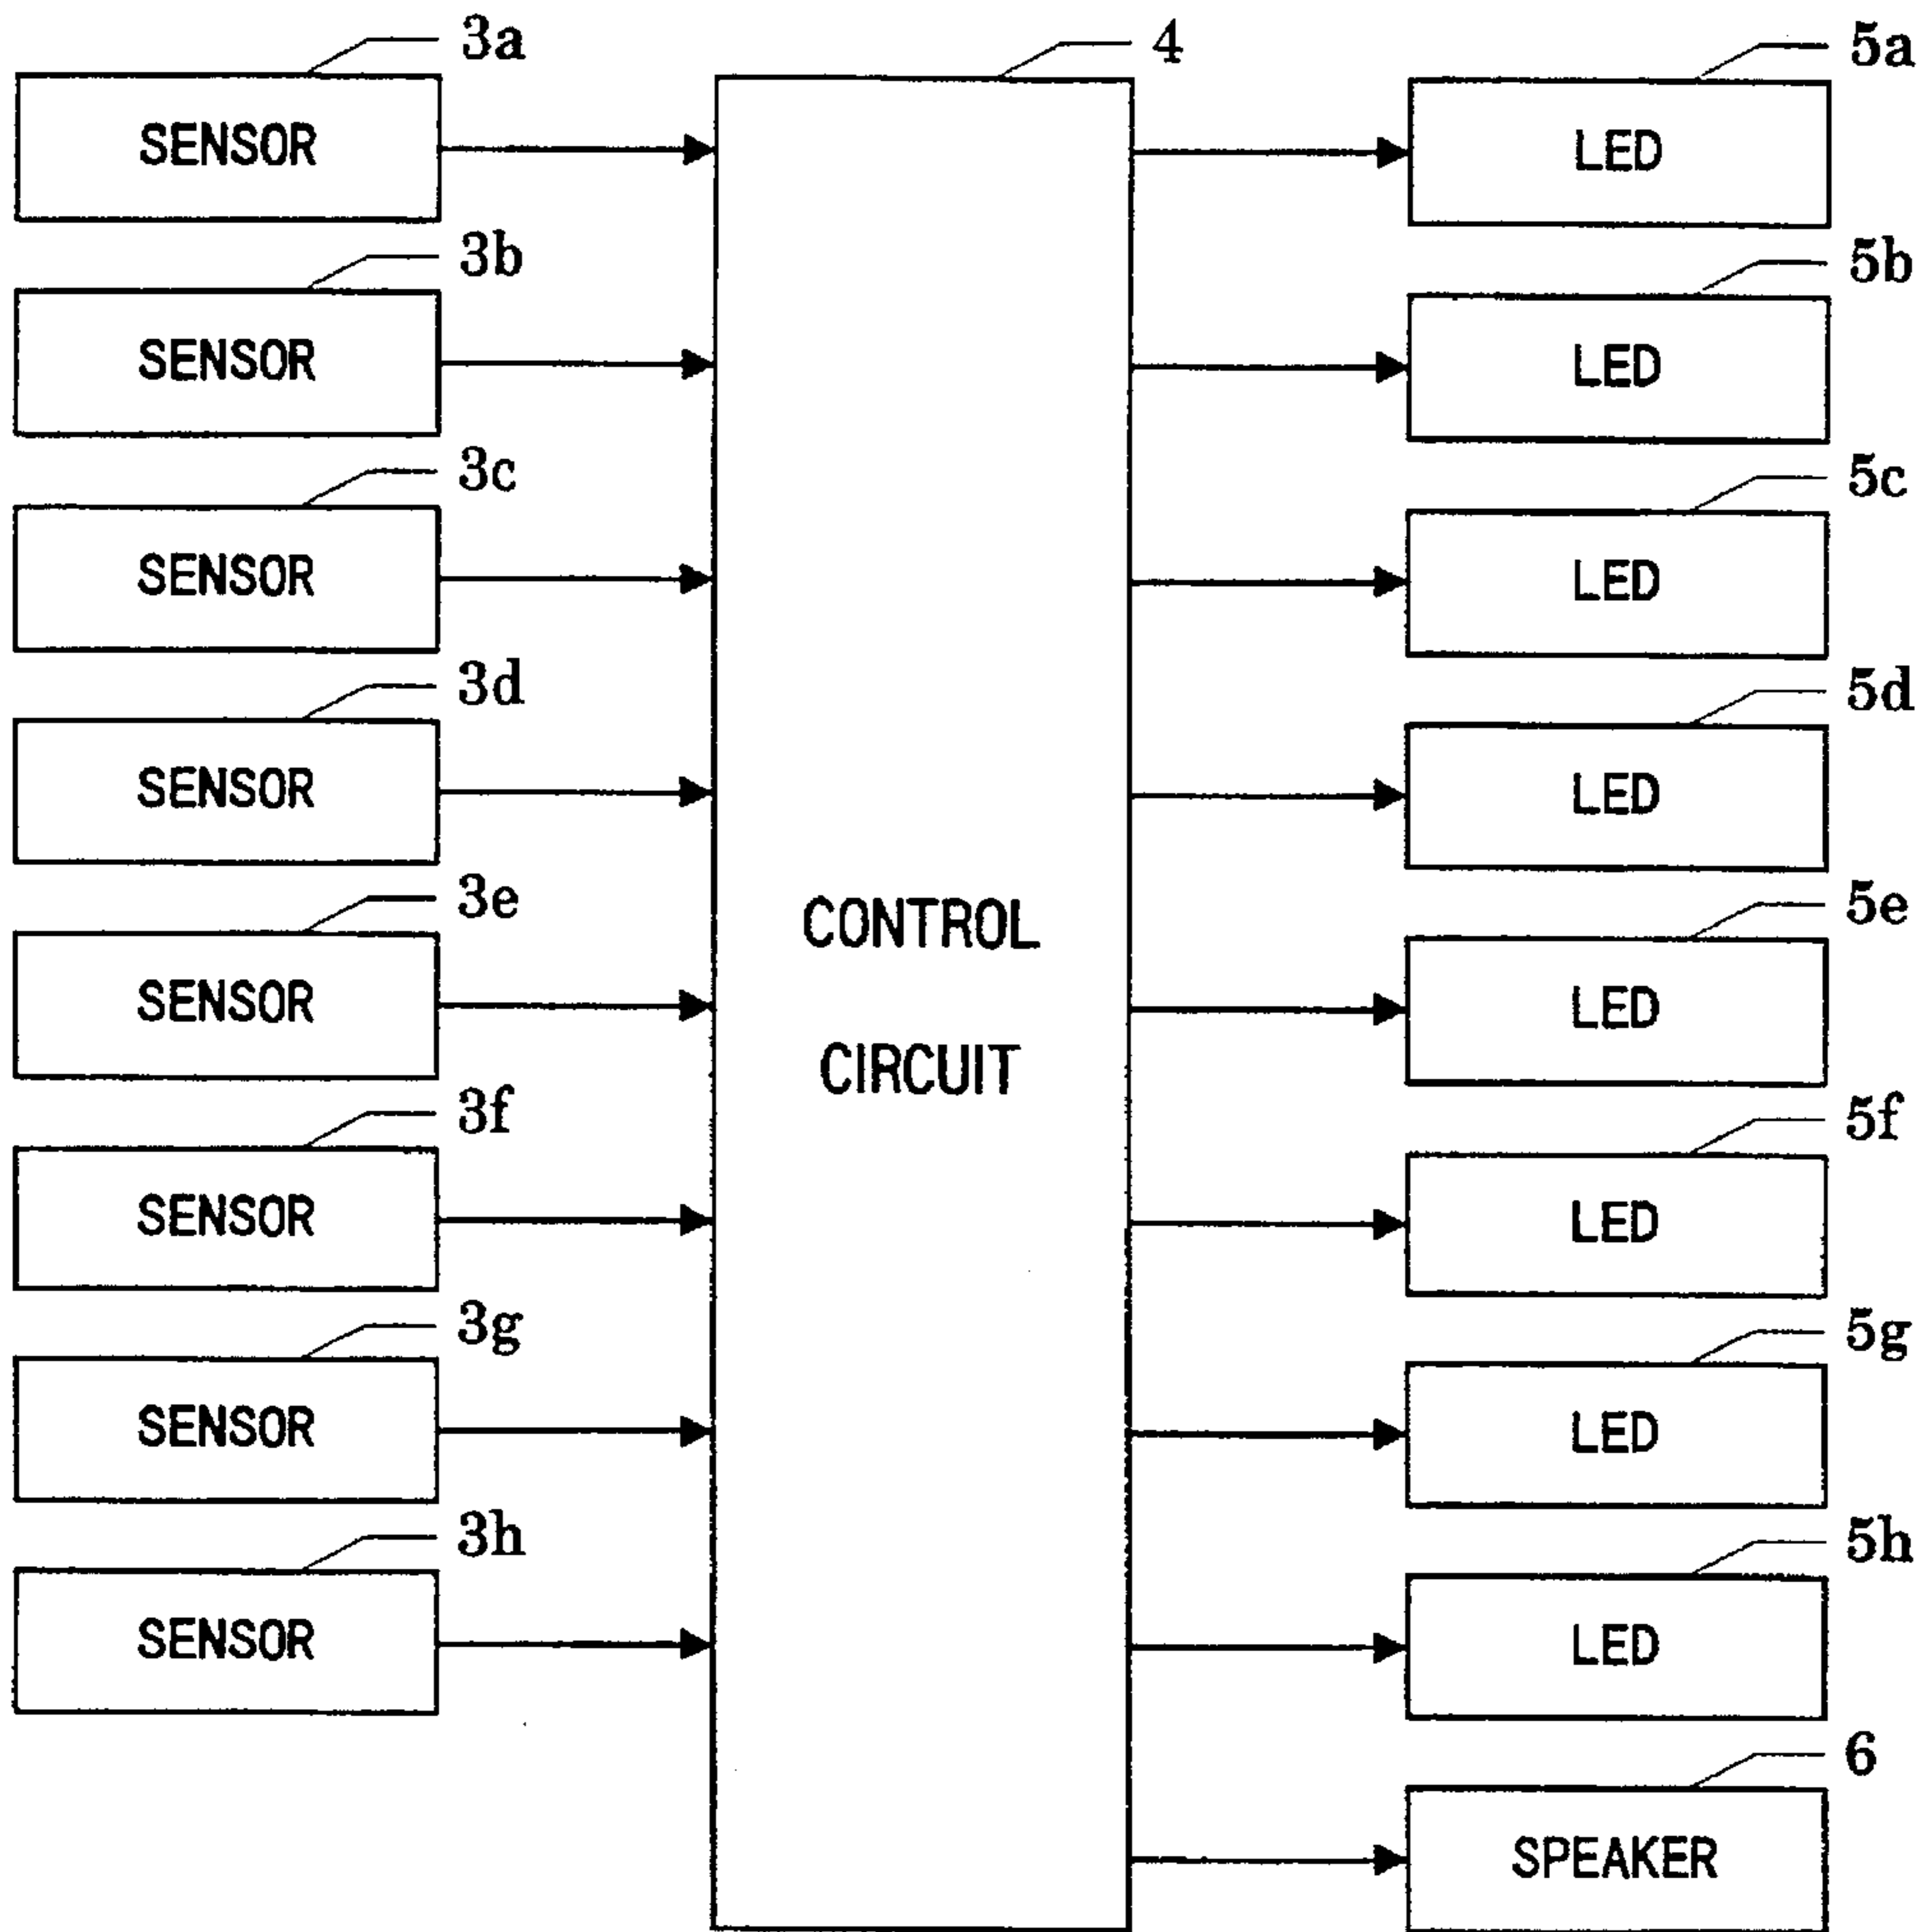 3a
4
5a
SENSOR
LED
3b
5b
SENSOR
LED
3c
5c
SENSOR
LED
3d
5d
SENSOR
LED
3e
5e
CONTROL
SENSOR
LED
CIRCUIT
3f
5f
SENSOR
LED
3g
5g
SENSOR
LED
3h
5h
SENSOR
LED
6
SPEAKER